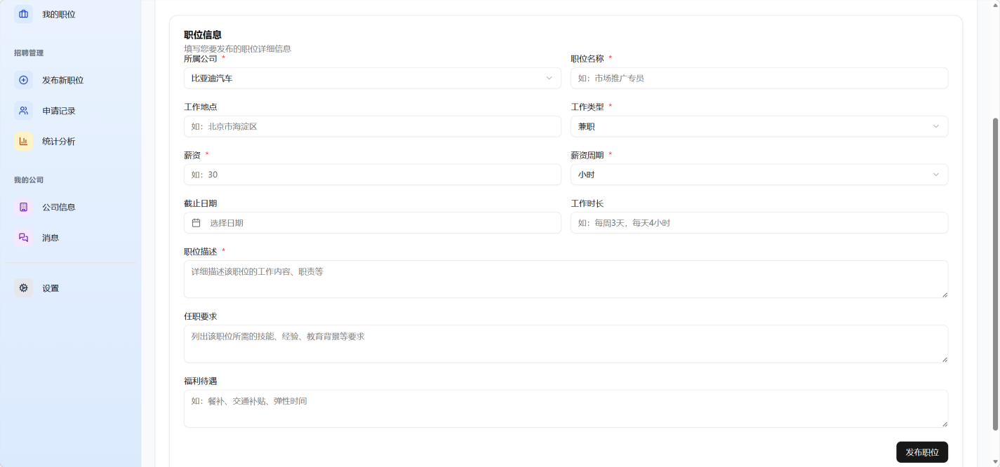 我的职位
招聘管理
发布新职位
申请记录
统计分析
我的公司
公司信息
消息
设置
职位信息
填写您要发布的职位详细信息
所属公司 *
比亚迪汽车
职位名称 *
如：市场推广专员
工作地点
如：北京市海淀区
工作类型 *
兼职
薪资 *
如：30
薪资周期 *
小时
截止日期
选择日期
工作时长
如：每周3天，每天4小时
职位描述 *
详细描述该职位的工作内容、职责等
任职要求
列出该职位所需的技能、经验、教育背景等要求
福利待遇
如：餐补、交通补贴、弹性时间
发布职位